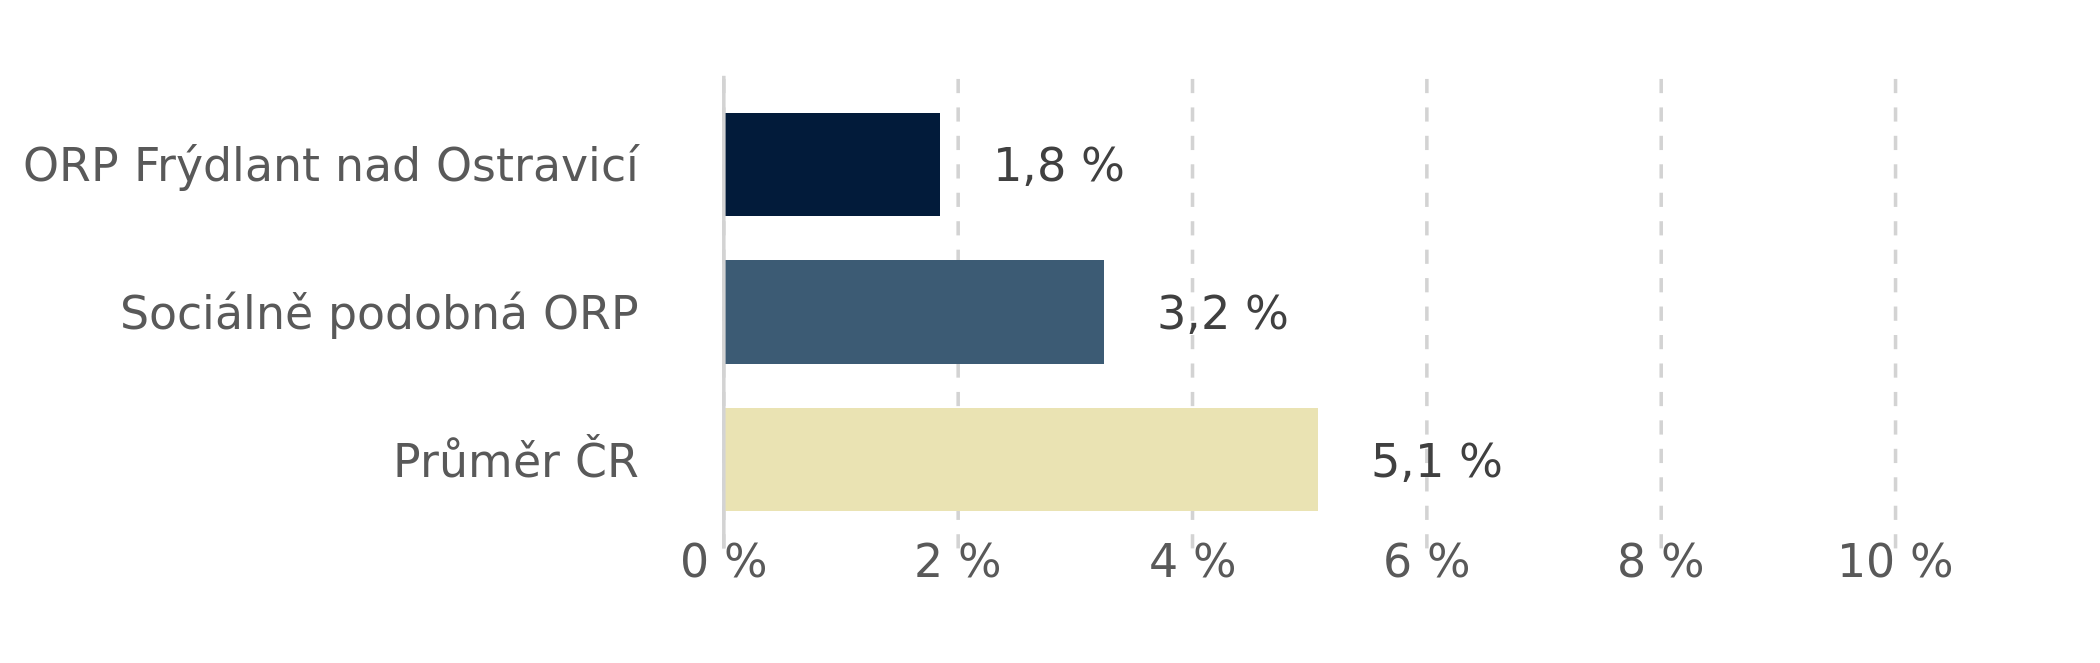 ORP Frýdlant nad Ostravicí
1,8 %
Sociálně podobná ORP
3,2 %
Průměr ČR
5,1 %
0 % 2 % 4 % 6 % 8 % 10 %